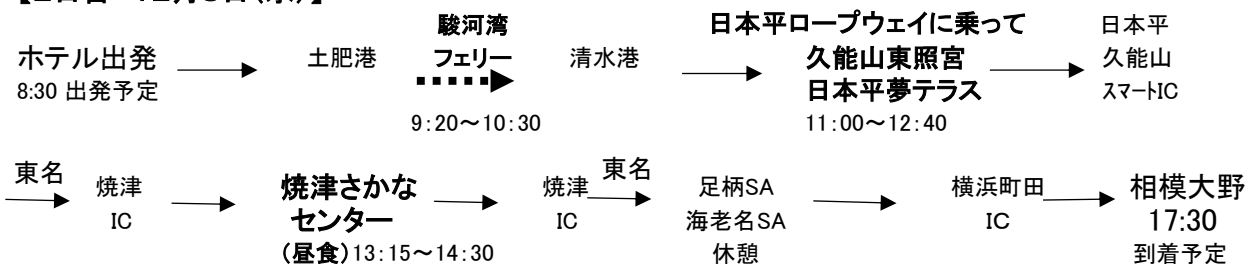 駿河湾
日本平ロープウェイに乗って
日本平
ホテル出発
土肥港
フェリー
清水港
久能山東照宮
久能山
8:30 出発予定
日本平夢テラス
スマートIC
9:20~10:30
11:00~12:40
東名
焼津
焼津さかな
焼津
東名
足柄SA
横浜町田
相模大野
IC
センター
IC
海老名SA
IC
17:30
(昼食)13:15~14:30
休憩
到着予定